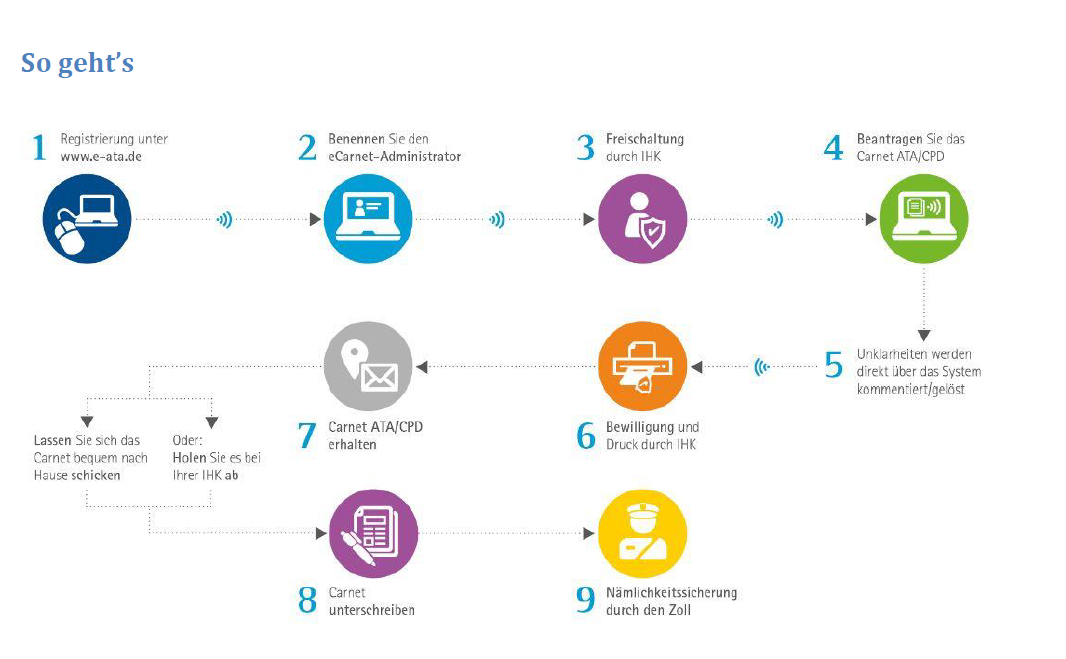 So geht's
1 Registrierung unter
www.e-ata.de
2 Benennen Sie den
eCarnet-Administrator
3 Freischaltung
durch IHK
4 Beantragen Sie das
Carnet ATA/CPD
5 Unklarheiten werden
direkt über das System
kommentiert/gelöst
6 Bewilligung und
Druck durch IHK
7 Carnet ATA/CPD
erhalten
Lassen Sie sich das
Carnet bequem nach
Hause schicken
Oder:
Holen Sie es bei
Ihrer IHK ab
8 Carnet
unterschreiben
9 Nämlichkeitssicherung
durch den Zoll